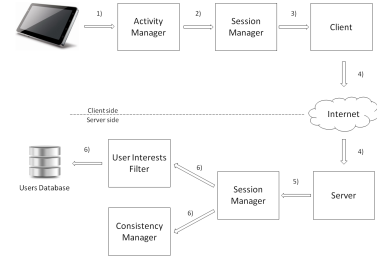 1)
Activity
Manager
2)
Session
Manager
3)
Client
4)
Client side
Server side
Internet
4)
Users Database
6)
User Interests
Filter
6)
Session
Manager
5)
Server
6)
Consistency
Manager